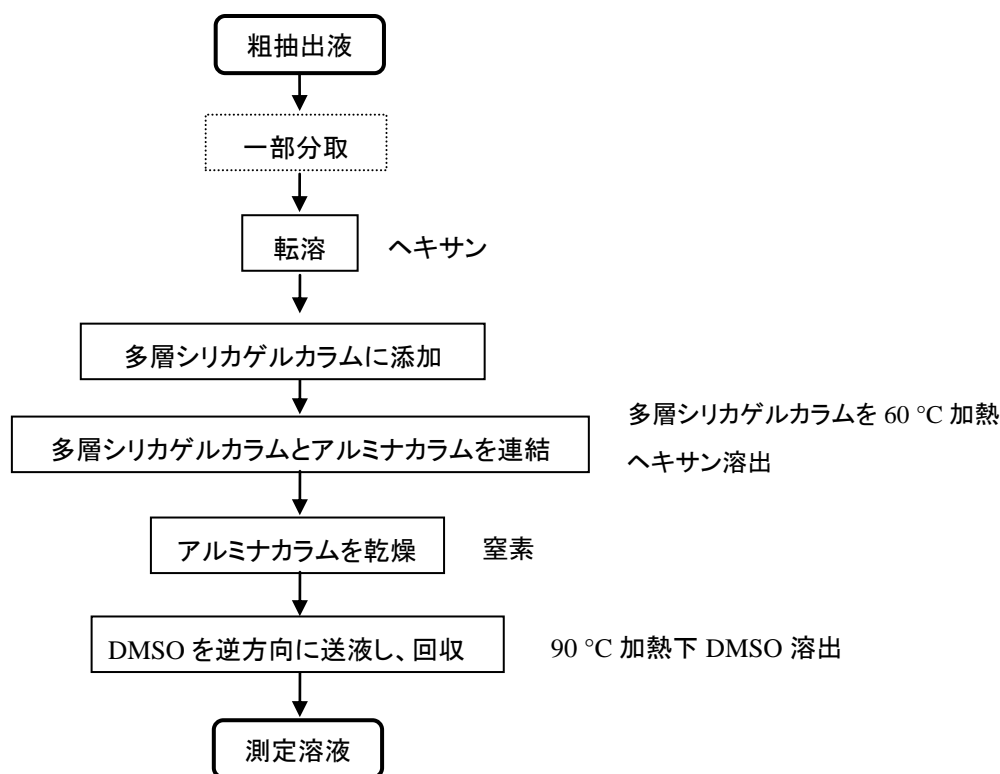 粗抽出液
一部分取
転溶 ヘキサン
多層シリカゲルカラムに添加
多層シリカゲルカラムを 60 °C 加熱
多層シリカゲルカラムとアルミナカラムを連結
ヘキサン溶出
アルミナカラムを乾燥 窒素
DMSO を逆方向に送液し、回収 90 °C 加熱下 DMSO 溶出
測定溶液